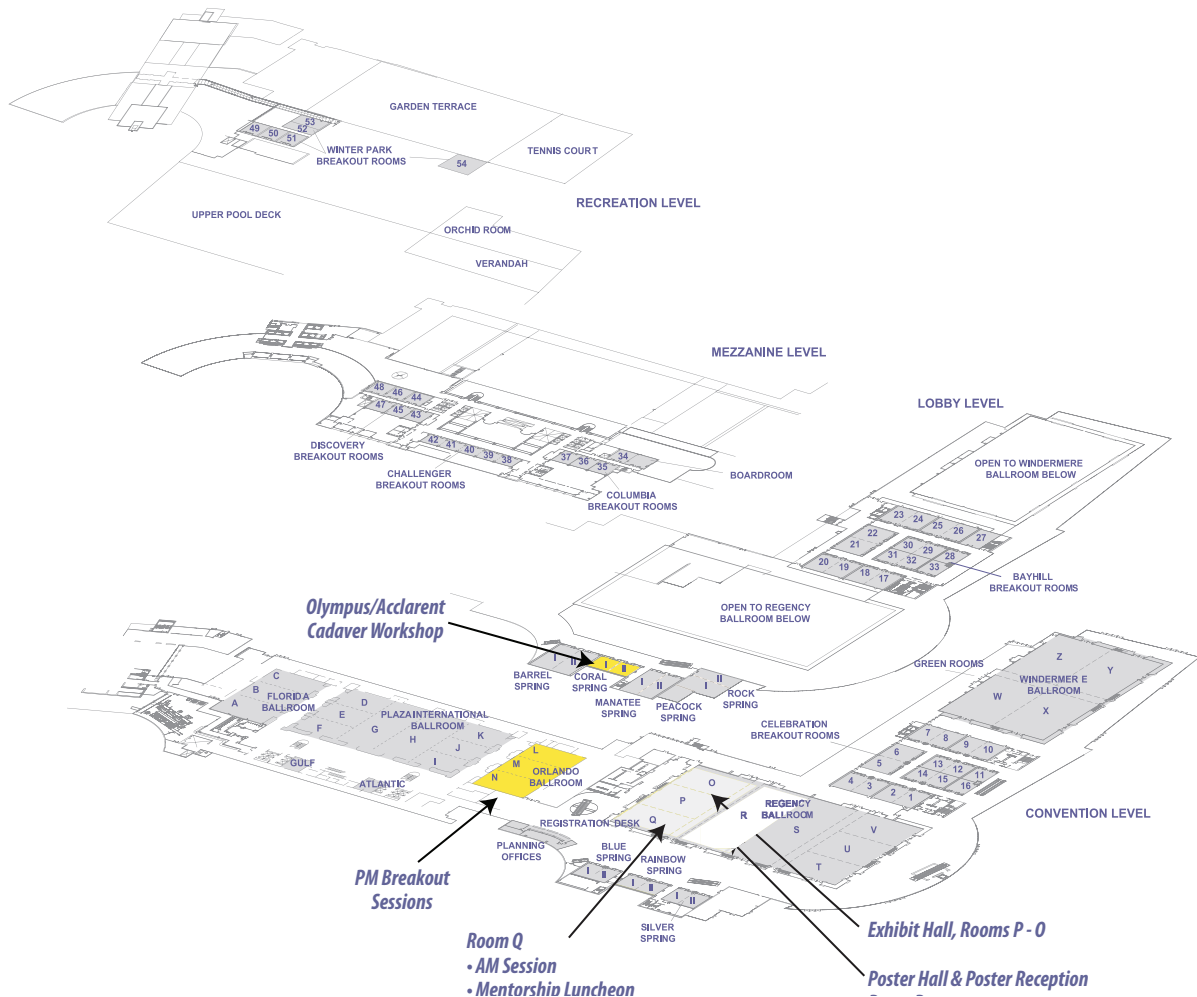 GARDEN TERRACE
53
49
52
50
51
TENNIS COURT
WINTER PARK
BREAKOUT ROOMS
54
RECREATION LEVEL
UPPER POOL DECK
ORCHID ROOM
VERANDAH
MEZZANINE LEVEL
48
46
44
47
45
43
LOBBY LEVEL
42
41
40
39
38
37
36
35
34
DISCOVERY
BREAKOUT ROOMS
CHALLENGER
BREAKOUT ROOMS
BOARDROOM
COLUMBIA
BREAKOUT ROOMS
OPEN TO WINDERMERE
BALLROOM BELOW
23
24
25
26
27
22
21
30
29
28
31
32
33
20
19
18
17
BAYHILL
BREAKOUT ROOMS
Olympus/Acclarent
Cadaver Workshop
OPEN TO REGENCY
BALLROOM BELOW
I
II
I
II
BARREL
SPRING
CORAL
SPRING
I
II
I
II
MANATEE
SPRING
PEACOCK
SPRING
ROCK
SPRING
GREEN ROOMS
Z
Y
WINDERMER E
BALLROOM
W
X
CELEBRATION
BREAKOUT ROOMS
C
B
A
FLORIDA
BALLROOM
D
E
F
PLAZA INTERNATIONAL
BALLROOM
G
H
K
J
I
GULF
ATLANTIC
L
M
N
ORLANDO
BALLROOM
7
8
9
10
6
5
13
12
11
14
15
16
4
3
2
1
CONVENTION LEVEL
O
P
Q
R
REGENCY
BALLROOM
S
V
U
T
REGISTRATION DESK
PLANNING
OFFICES
BLUE
SPRING
RAINBOW
SPRING
I
II
I
II
I
II
SILVER
SPRING
PM Breakout
Sessions
Room Q
• AM Session
• Mentorship Luncheon
Exhibit Hall, Rooms P - O
Poster Hall & Poster Reception